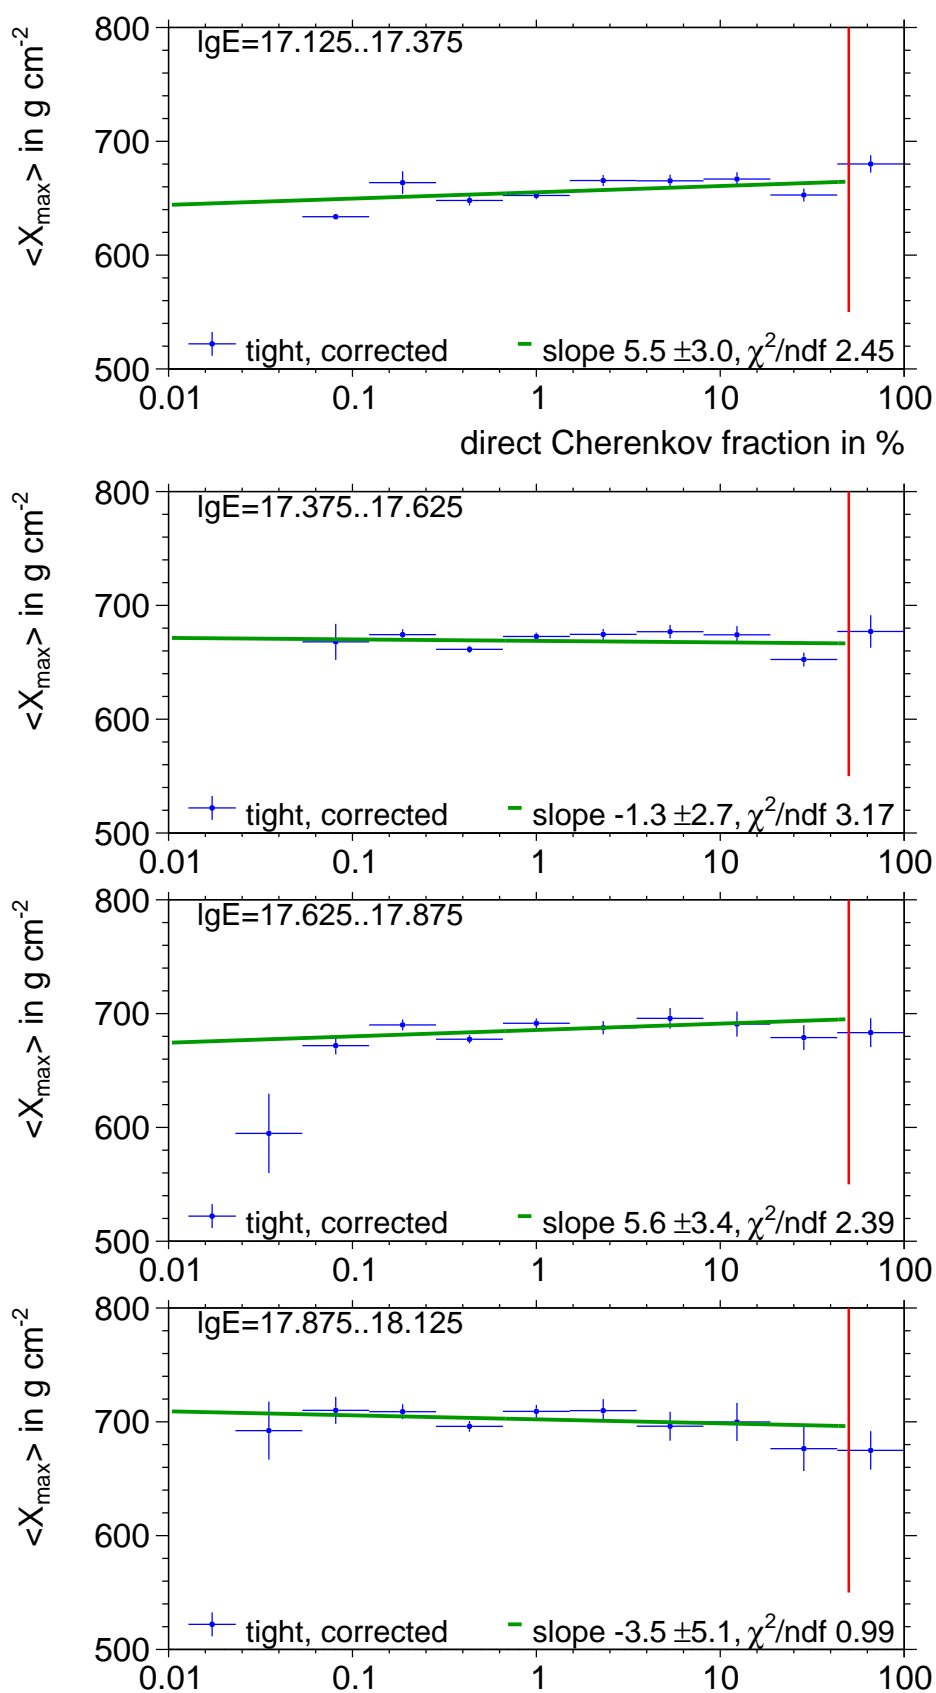 800
lgE=17.125..17.375
700
600
<X_max> in g cm^-2
tight, corrected
slope 5.5 ±3.0, χ²/ndf 2.45
500
0.01 0.1 1 10 100
direct Cherenkov fraction in %
800
lgE=17.375..17.625
700
600
<X_max> in g cm^-2
tight, corrected
slope -1.3 ±2.7, χ²/ndf 3.17
500
0.01 0.1 1 10 100
800
lgE=17.625..17.875
700
600
<X_max> in g cm^-2
tight, corrected
slope 5.6 ±3.4, χ²/ndf 2.39
500
0.01 0.1 1 10 100
800
lgE=17.875..18.125
700
600
<X_max> in g cm^-2
tight, corrected
slope -3.5 ±5.1, χ²/ndf 0.99
500
0.01 0.1 1 10 100